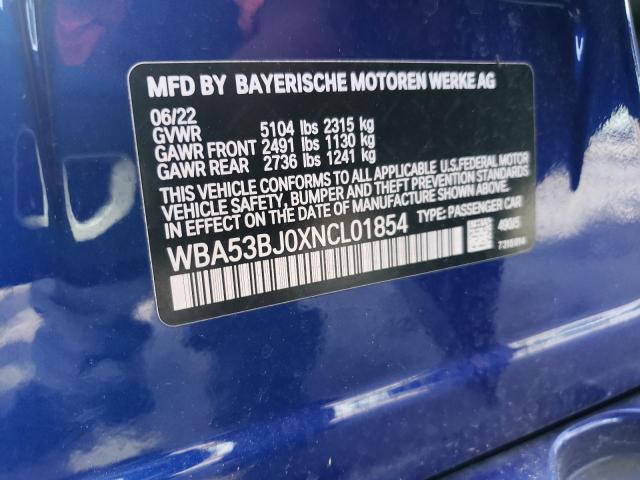 MFD BY BAYERISCHE MOTOREN WERKE AG
06/22
GVWR 5104 lbs 2315 kg
GAWR FRONT 2491 lbs 1130 kg
GAWR REAR 2736 lbs 1241 kg
THIS VEHICLE CONFORMS TO ALL APPLICABLE U.S. FEDERAL MOTOR
VEHICLE SAFETY, BUMPER, AND THEFT PREVENTION STANDARDS
IN EFFECT ON THE DATE OF MANUFACTURE SHOWN ABOVE.
WBA53BJ0XNCL01854 TYPE: PASSENGER CAR
490/5